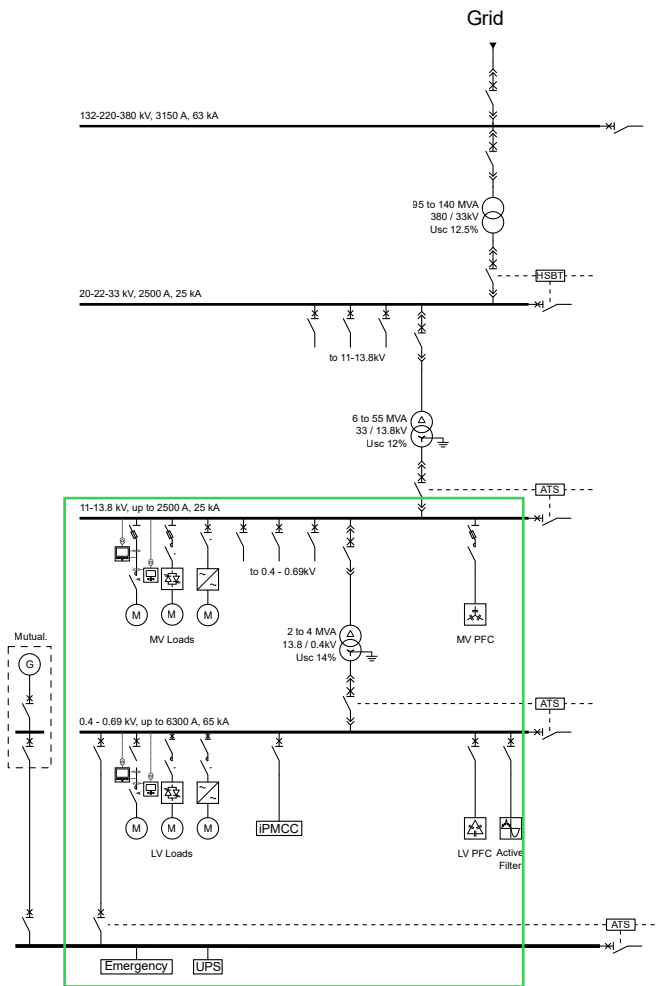 Grid
132-220-380 kV, 3150 A, 63 kA
95 to 140 MVA
380 / 33kV
Usc 12.5%
HSBT
20-22-33 kV, 2500 A, 25 kA
to 11-13.8kV
6 to 55 MVA
33 / 13.8kV
Usc 12%
ATS
11-13.8 kV, up to 2500 A, 25 kA
to 0.4 - 0.69kV
M
M
M
MV Loads
MV PFC
2 to 4 MVA
13.8 / 0.4kV
Usc 14%
Mutual.
G
ATS
0.4 - 0.69 kV, up to 6300 A, 65 kA
M
M
M
iPMCC
LV Loads
LV PFC
Active
Filter
ATS
Emergency
UPS